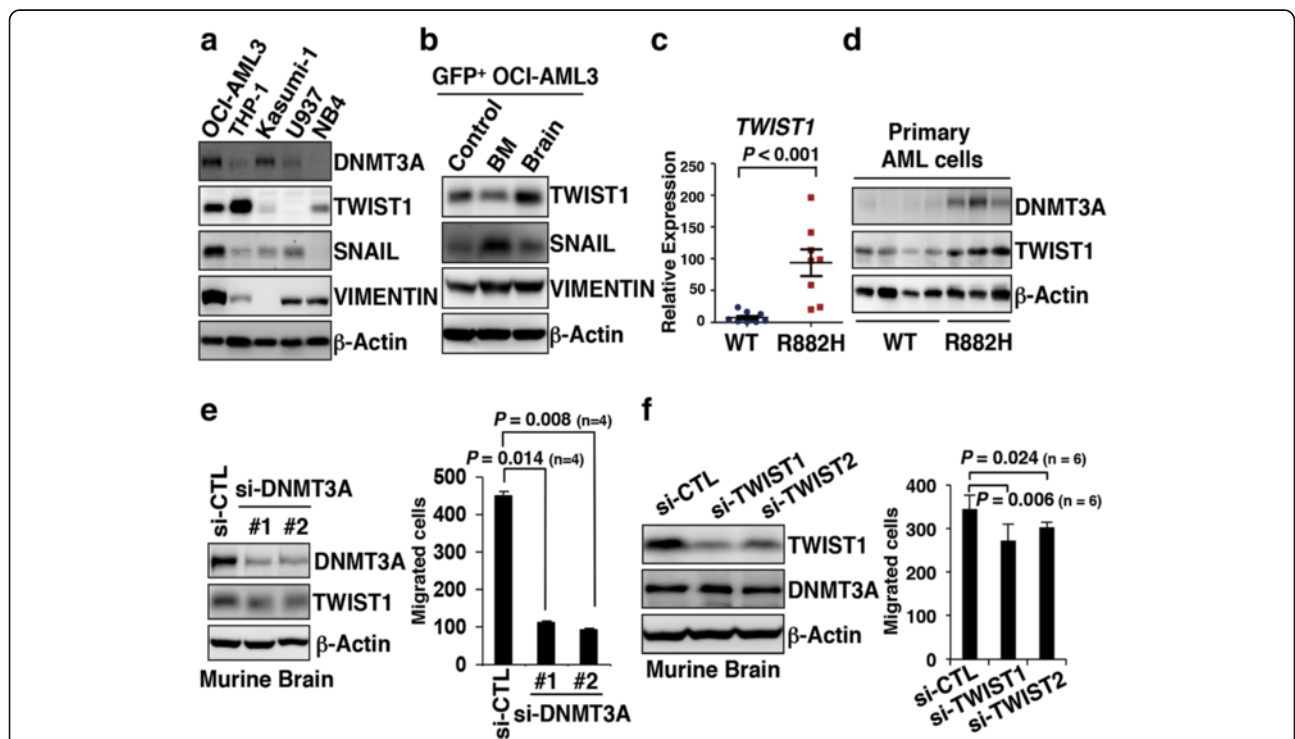 a
OCI-AML3
THP-1
Kasumi-1
U937
NB4
DNMT3A
TWIST1
SNAIL
VIMENTIN
β-Actin
b
GFP⁺ OCI-AML3
Control
BM
Brain
TWIST1
SNAIL
VIMENTIN
β-Actin
c
TWIST1
P < 0.001
Relative Expression
250
200
150
100
50
0
WT R882H
d
Primary
AML cells
DNMT3A
TWIST1
β-Actin
WT R882H
e
si-CTL
si-DNMT3A
#1 #2
DNMT3A
TWIST1
β-Actin
Murine Brain
P = 0.008 (n=4)
P = 0.014 (n=4)
Migrated cells
500
400
300
200
100
0
si-CTL
#1 #2
si-DNMT3A
f
si-CTL
si-TWIST1
si-TWIST2
TWIST1
DNMT3A
β-Actin
Murine Brain
P = 0.024 (n = 6)
P = 0.006 (n = 6)
Migrated cells
400
300
200
100
0
si-CTL
si-TWIST1
si-TWIST2